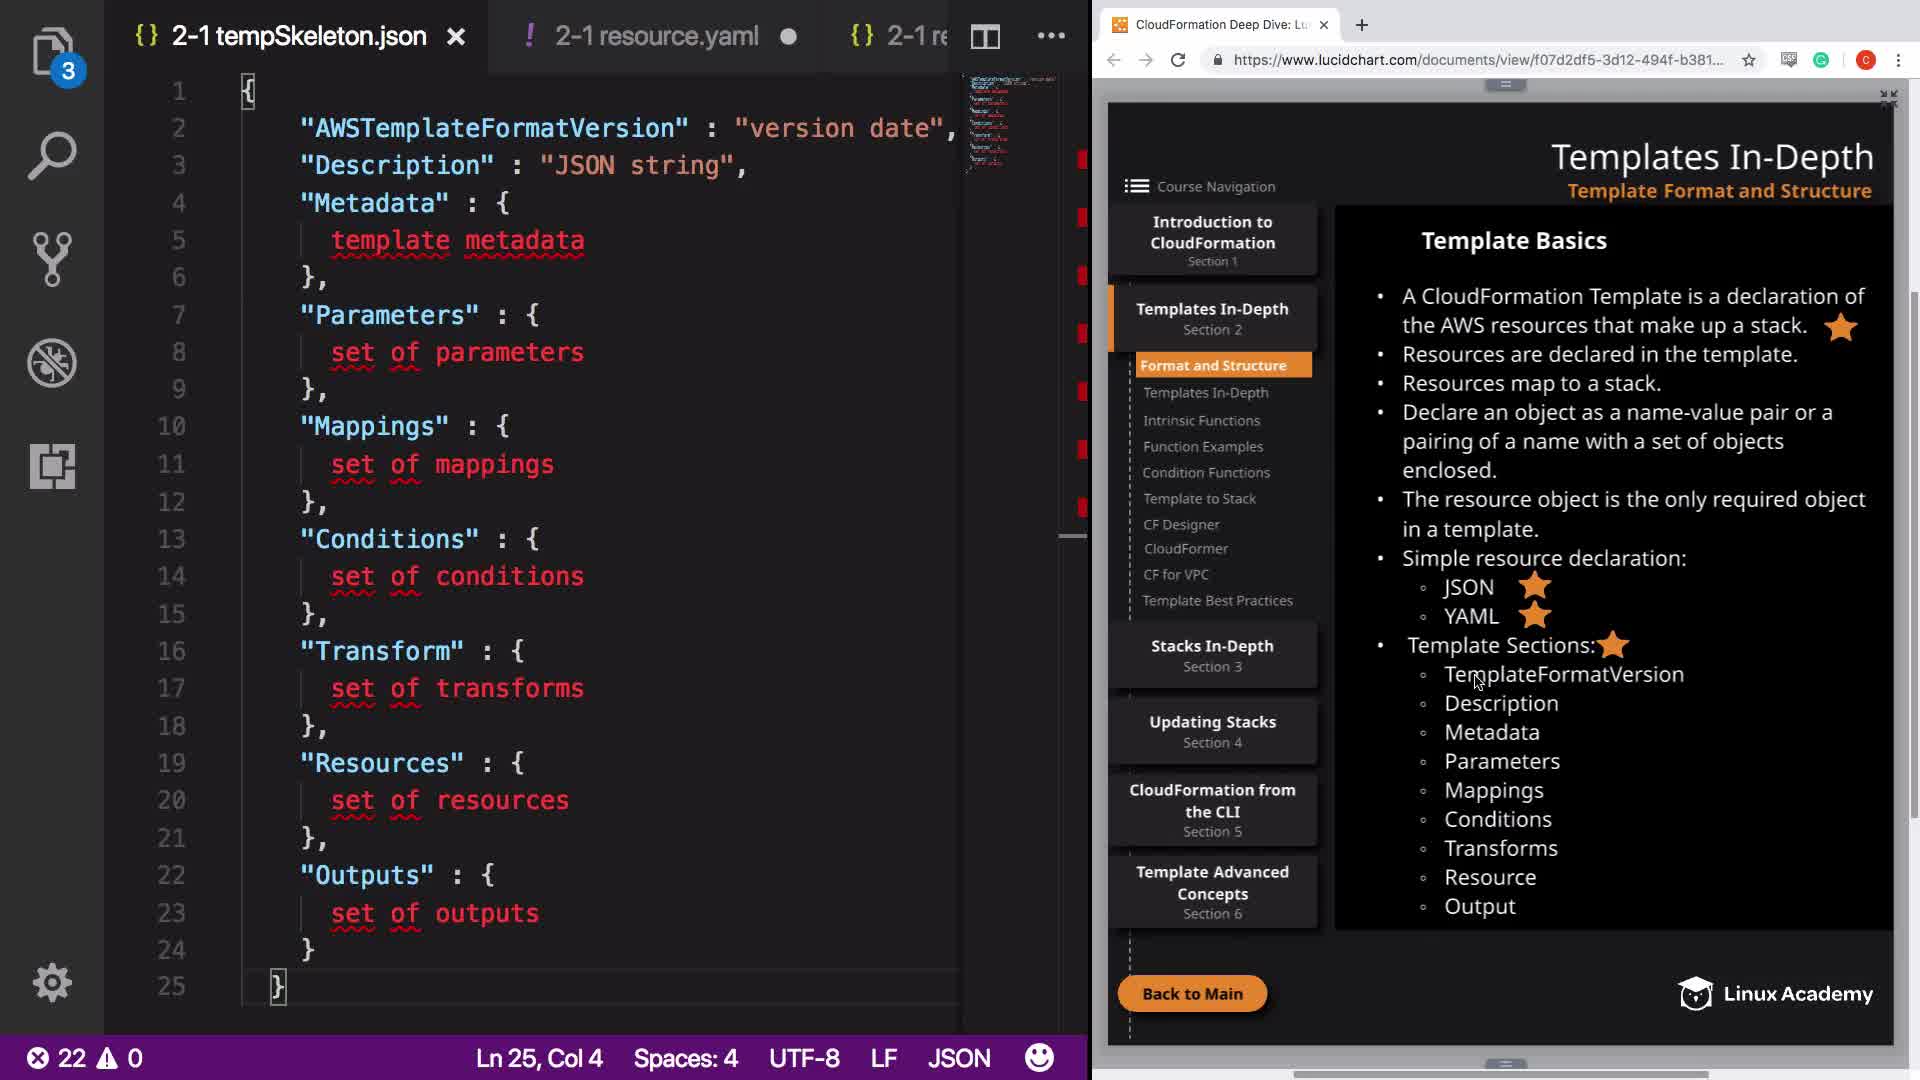 2-1 tempSkeleton.json
2-1 resource.yaml
2-1 re
3
1 {
2 "AWSTemplateFormatVersion" : "version date",
3 "Description" : "JSON string",
4 "Metadata" : {
5 template metadata
6 },
7 "Parameters" : {
8 set of parameters
9 },
10 "Mappings" : {
11 set of mappings
12 },
13 "Conditions" : {
14 set of conditions
15 },
16 "Transform" : {
17 set of transforms
18 },
19 "Resources" : {
20 set of resources
21 },
22 "Outputs" : {
23 set of outputs
24 }
25 }
22 0 Ln 25, Col 4 Spaces: 4 UTF-8 LF JSON
CloudFormation Deep Dive: Lu
https://www.lucidchart.com/documents/view/f07d2df5-3d12-494f-b381...
C
Templates In-Depth
Template Format and Structure
Course Navigation
Introduction to
CloudFormation
Section 1
Templates In-Depth
Section 2
Format and Structure
Templates In-Depth
Intrinsic Functions
Function Examples
Condition Functions
Template to Stack
CF Designer
CloudFormer
CF for VPC
Template Best Practices
Stacks In-Depth
Section 3
Updating Stacks
Section 4
CloudFormation from
the CLI
Section 5
Template Advanced
Concepts
Section 6
Back to Main
Template Basics
• A CloudFormation Template is a declaration of
the AWS resources that make up a stack.
• Resources are declared in the template.
• Resources map to a stack.
• Declare an object as a name-value pair or a
pairing of a name with a set of objects
enclosed.
• The resource object is the only required object
in a template.
• Simple resource declaration:
◦ JSON
◦ YAML
• Template Sections:
◦ TemplateFormatVersion
◦ Description
◦ Metadata
◦ Parameters
◦ Mappings
◦ Conditions
◦ Transforms
◦ Resource
◦ Output
Linux Academy